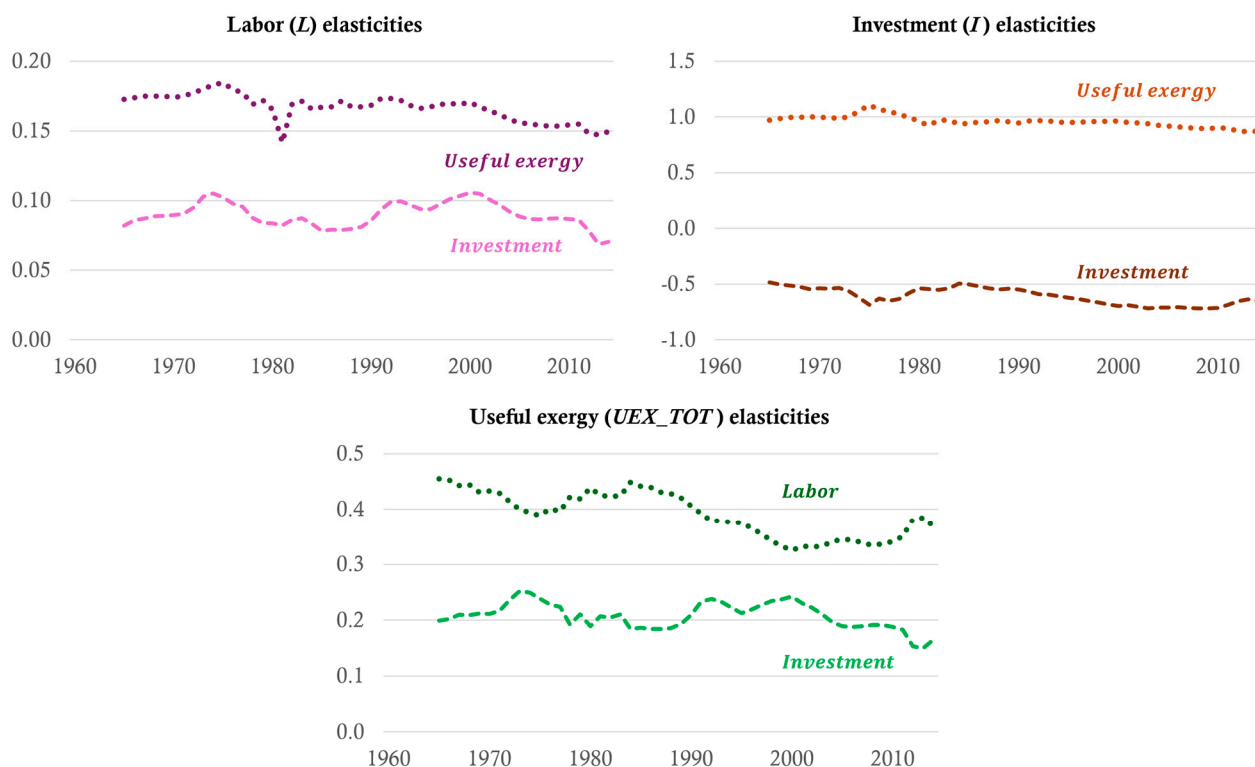 Labor (L) elasticities
0.20
0.15
0.10
0.05
0.00
Useful exergy
Investment
1960 1970 1980 1990 2000 2010
Investment (I) elasticities
1.5
1.0
0.5
0.0
-0.5
-1.0
Useful exergy
Investment
1960 1970 1980 1990 2000 2010
Useful exergy (UEX_TOT) elasticities
0.5
0.4
0.3
0.2
0.1
0.0
Labor
Investment
1960 1970 1980 1990 2000 2010